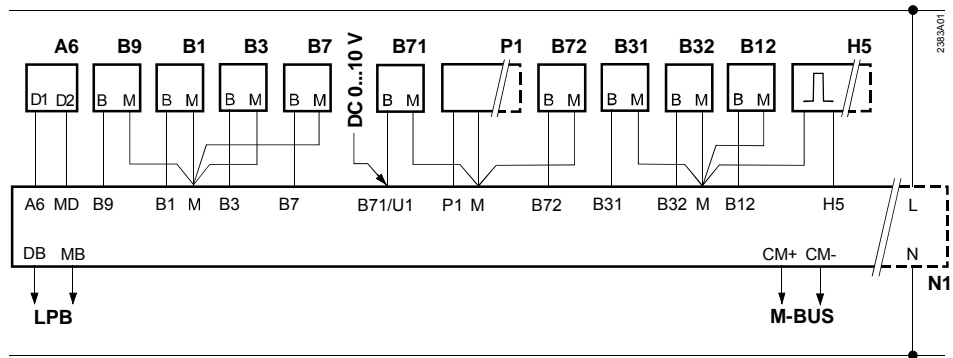 2383A01
A6 B9 B1 B3 B7 B71 P1 B72 B31 B32 B12 H5
DC 0...10 V
D1 D2 B M B M B M B M B M B M B M B M B M
A6 MD B9 B1 M B3 B7 B71/U1 P1 M B72 B31 B32 M B12 H5 L
DB MB CM+ CM- N
N1
LPB M-BUS